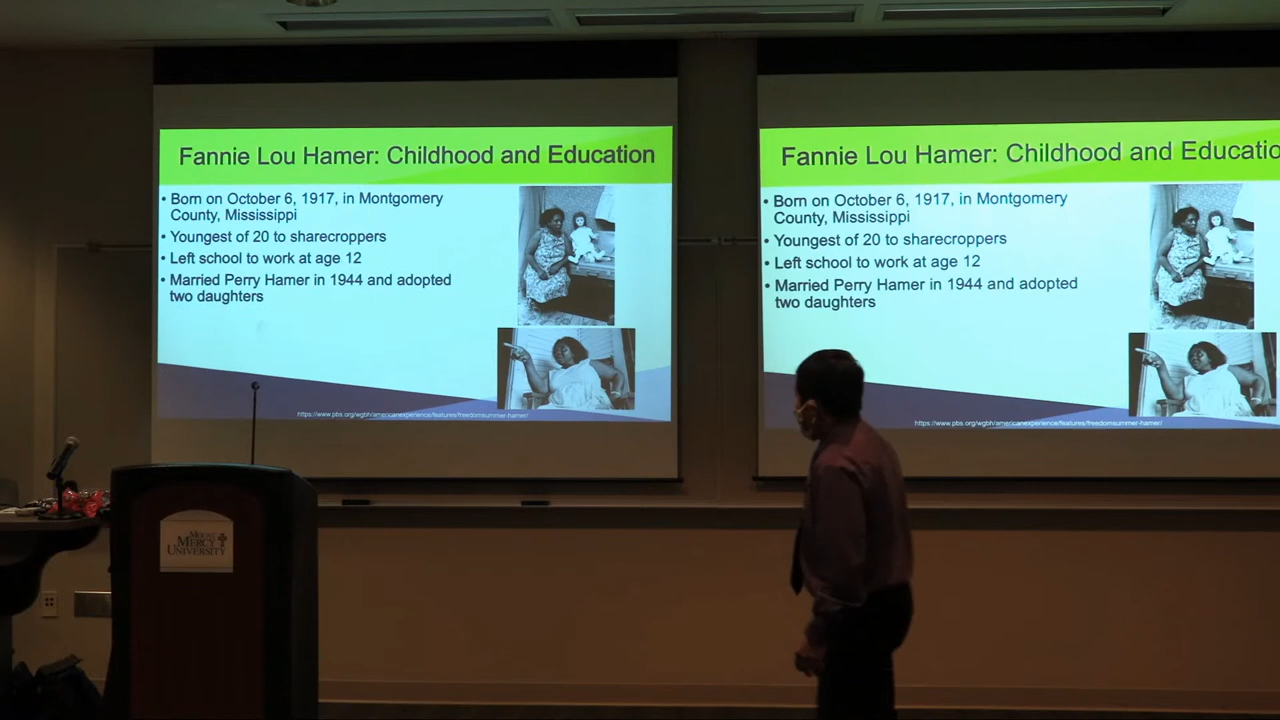 Fannie Lou Hamer: Childhood and Education
• Born on October 6, 1917, in Montgomery
County, Mississippi
• Youngest of 20 to sharecroppers
• Left school to work at age 12
• Married Perry Hamer in 1944 and adopted
two daughters
https://www.pbs.org/wgbh/americanexperience/features/freedomsummer-hamer/
Fannie Lou Hamer: Childhood and Educatio
• Born on October 6, 1917, in Montgomery
County, Mississippi
• Youngest of 20 to sharecroppers
• Left school to work at age 12
• Married Perry Hamer in 1944 and adopted
two daughters
https://www.pbs.org/wgbh/americanexperience/features/freedomsummer-hamer/
MOUNT
MERCY
UNIVERSITY